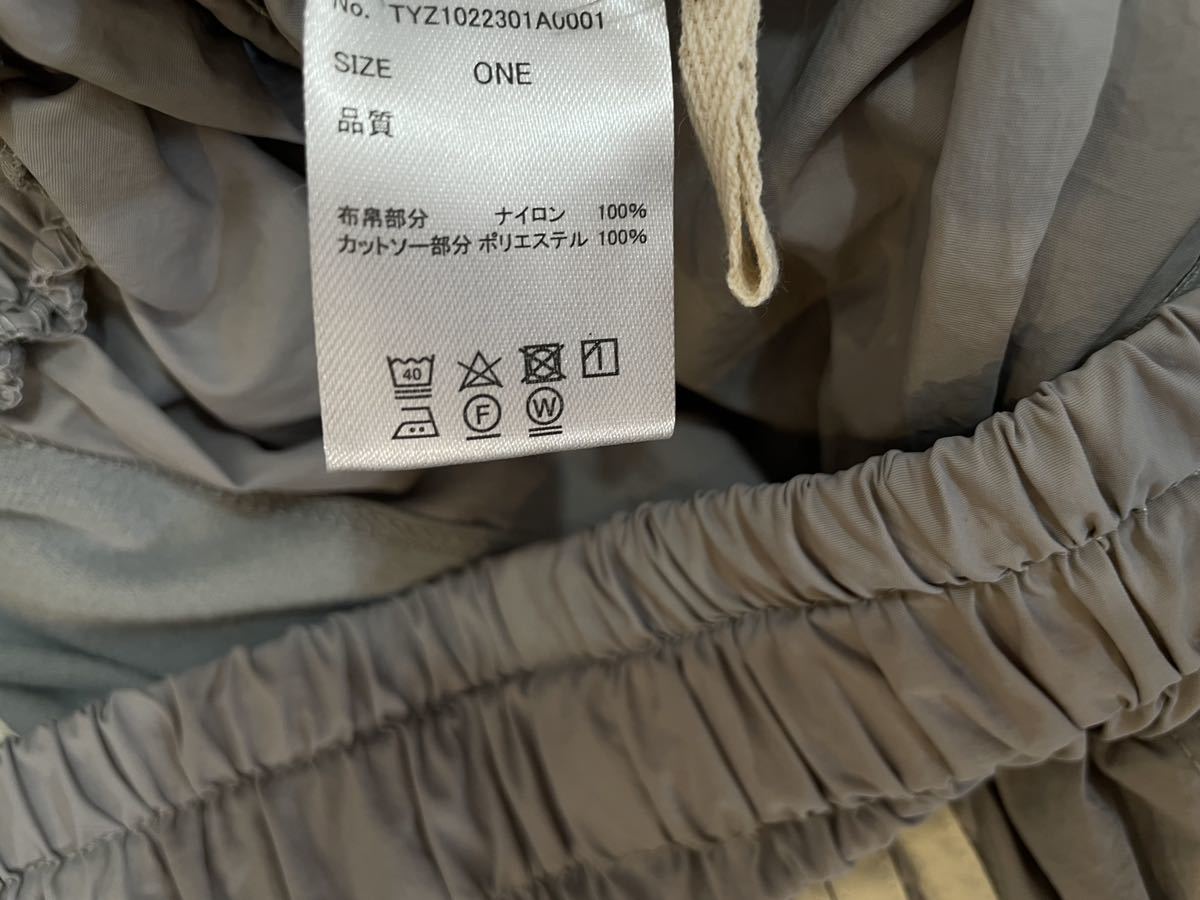 No. TYZ1022301A0001
SIZE ONE
品質
布帛部分 ナイロン 100%
カットソー部分 ポリエステル 100%
40
F W